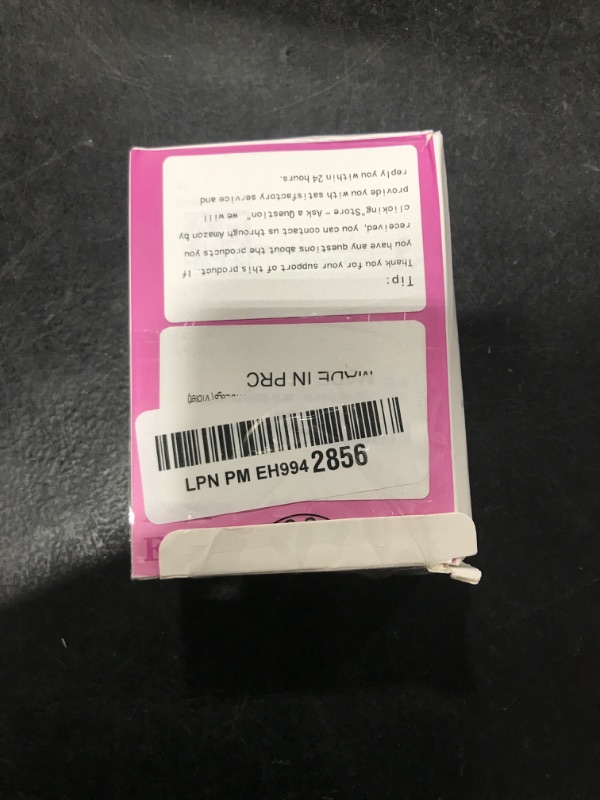 Tip:
Thank you for your support of this product. If
you have any questions about the products you
received, you can contact us through Amazon by
clicking"Store - Ask a Question", we will
provide you with satisfactory service and
reply you within 24 hours.
MADE IN PRC
(Violet)
LPN PM EH994 2856